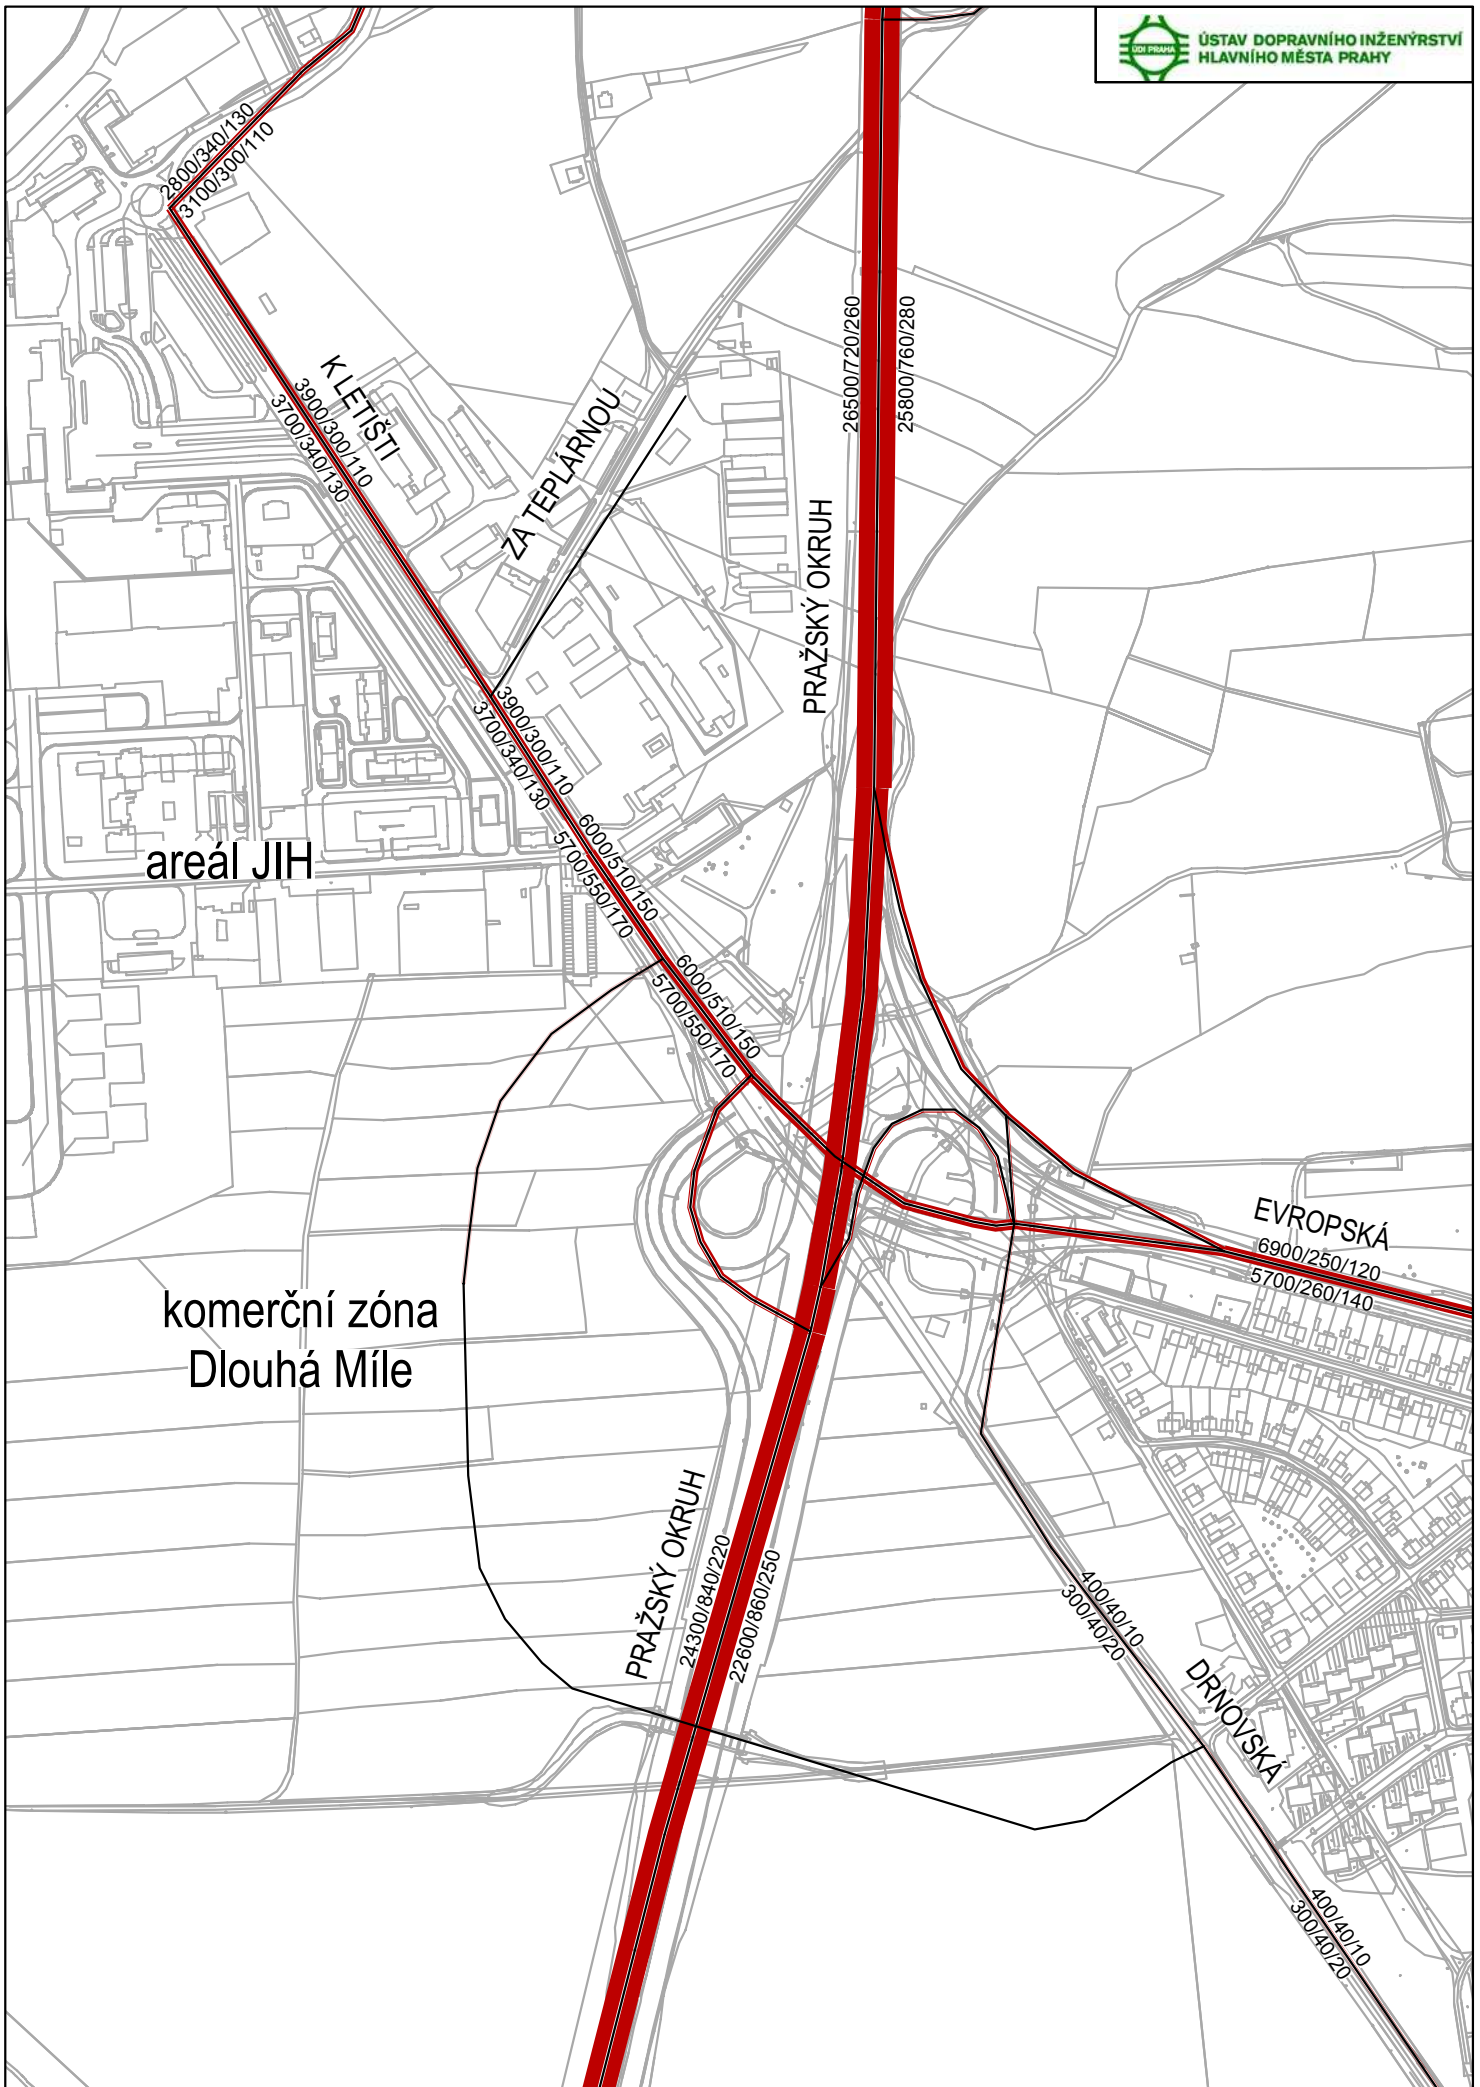 ÚDI PRAHA
ÚSTAV DOPRAVNÍHO INŽENÝRSTVÍ
HLAVNÍHO MĚSTA PRAHY
2800/340/130
3100/300/110
K LETIŠTI
3900/300/110
3700/340/130
ZA TEPLÁRNOU
26500/720/260
25800/760/280
PRAŽSKÝ OKRUH
3900/300/110
3700/340/130
6000/510/150
5700/550/170
areál JIH
6000/510/150
5700/550/170
EVROPSKÁ
6900/250/120
5700/260/140
komerční zóna
Dlouhá Míle
PRAŽSKÝ OKRUH
24300/840/220
22600/860/250
400/40/10
300/40/20
DRNOVSKÁ
400/40/10
300/40/20